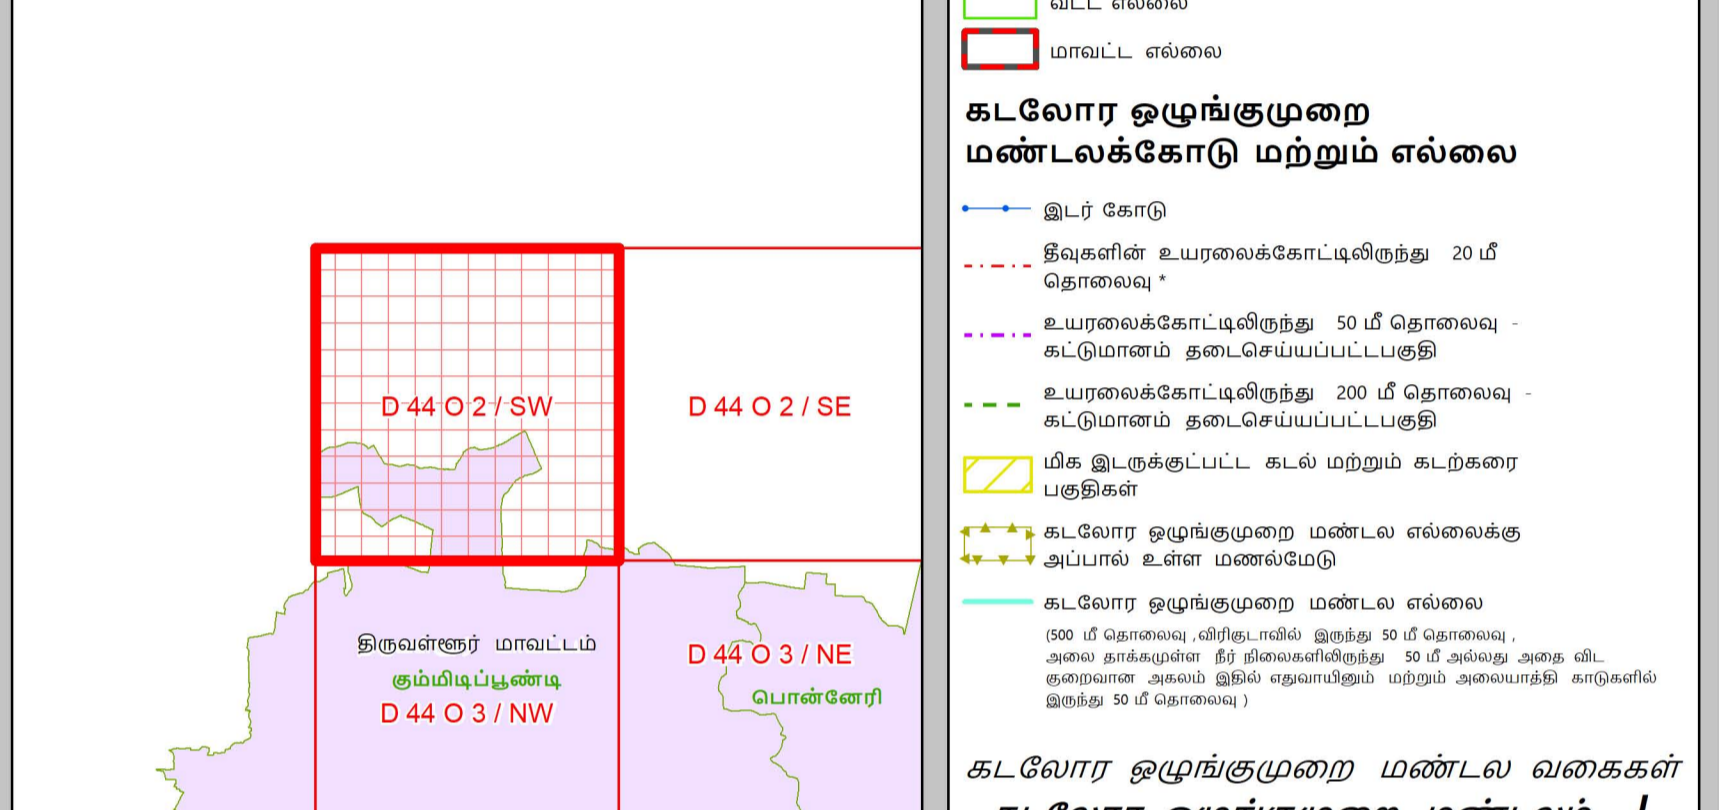 வட்ட எல்லை
மாவட்ட எல்லை
கடலோர ஒழுங்குமுறை
மண்டலக்கோடு மற்றும் எல்லை
இடர் கோடு
தீவுகளின் உயரலைக்கோட்டிலிருந்து 20 மீ
தொலைவு *
உயரலைக்கோட்டிலிருந்து 50 மீ தொலைவு -
கட்டுமானம் தடைசெய்யப்பட்டபகுதி
உயரலைக்கோட்டிலிருந்து 200 மீ தொலைவு -
கட்டுமானம் தடைசெய்யப்பட்டபகுதி
மிக இடருக்குட்பட்ட கடல் மற்றும் கடற்கரை
பகுதிகள்
கடலோர ஒழுங்குமுறை மண்டல எல்லைக்கு
அப்பால் உள்ள மணல்மேடு
கடலோர ஒழுங்குமுறை மண்டல எல்லை
(500 மீ தொலைவு ,விரிகுடாவில் இருந்து 50 மீ தொலைவு ,
அலை தாக்கமுள்ள நீர் நிலைகளிலிருந்து 50 மீ அல்லது அதை விட
குறைவான அகலம் இதில் எதுவாயினும் மற்றும் அலையாத்தி காடுகளில்
இருந்து 50 மீ தொலைவு )
கடலோர ஒழுங்குமுறை மண்டல வகைகள்
D 44 O 2 / SW
D 44 O 2 / SE
திருவள்ளூர் மாவட்டம்
கும்மிடிப்பூண்டி
D 44 O 3 / NW
D 44 O 3 / NE
பொன்னேரி